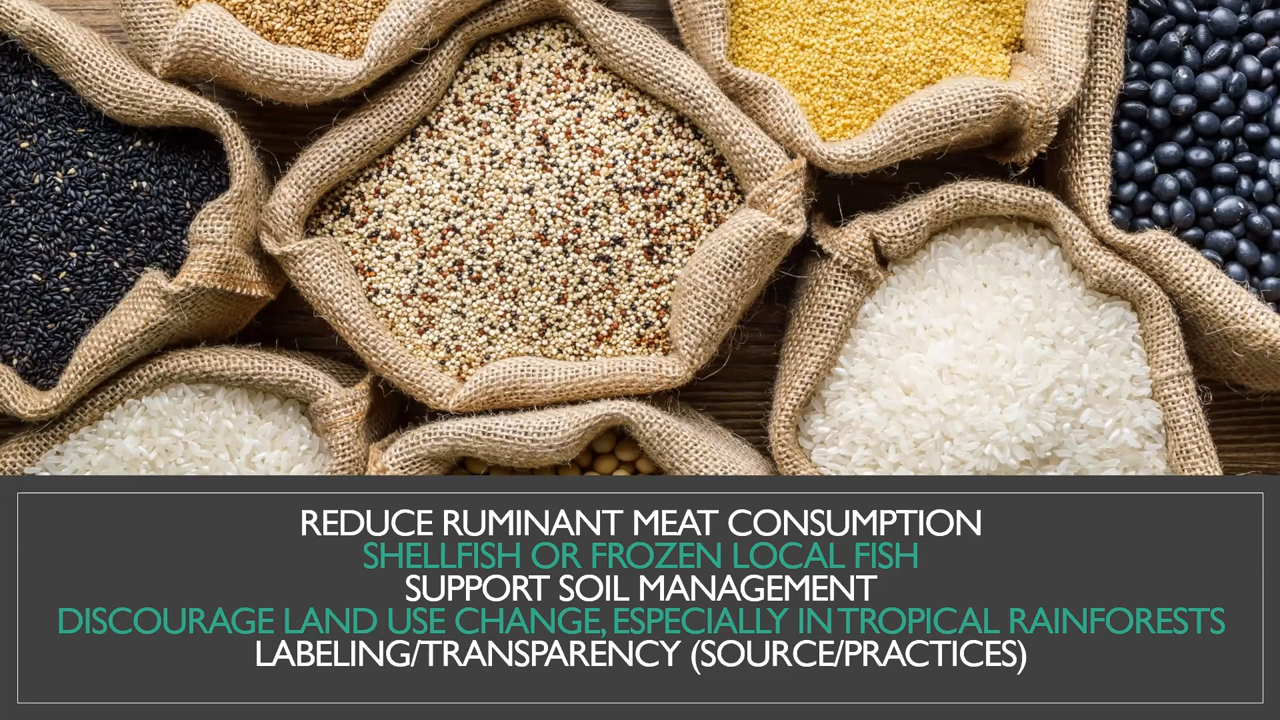 REDUCE RUMINANT MEAT CONSUMPTION
SHELLFISH OR FROZEN LOCAL FISH
SUPPORT SOIL MANAGEMENT
DISCOURAGE LAND USE CHANGE, ESPECIALLY IN TROPICAL RAINFORESTS
LABELING/TRANSPARENCY (SOURCE/PRACTICES)